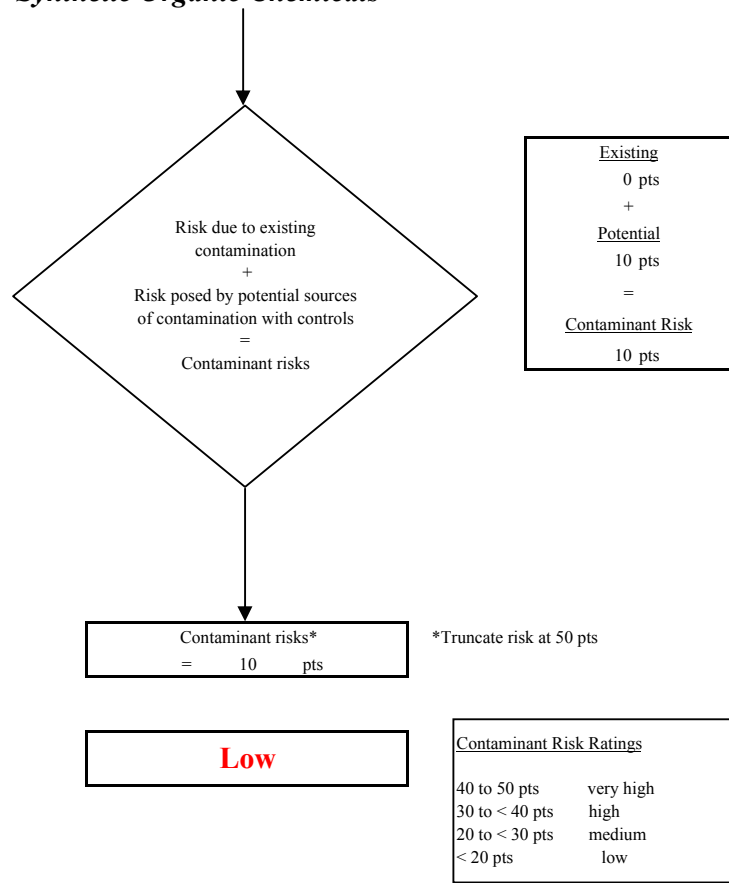 Synthetic Organic Chemicals
Risk due to existing
contamination
+
Risk posed by potential sources
of contamination with controls
=
Contaminant risks
Existing
0 pts
+
Potential
10 pts
=
Contaminant Risk
10 pts
Contaminant risks*
= 10 pts
*Truncate risk at 50 pts
Low
Contaminant Risk Ratings
40 to 50 pts very high
30 to < 40 pts high
20 to < 30 pts medium
< 20 pts low